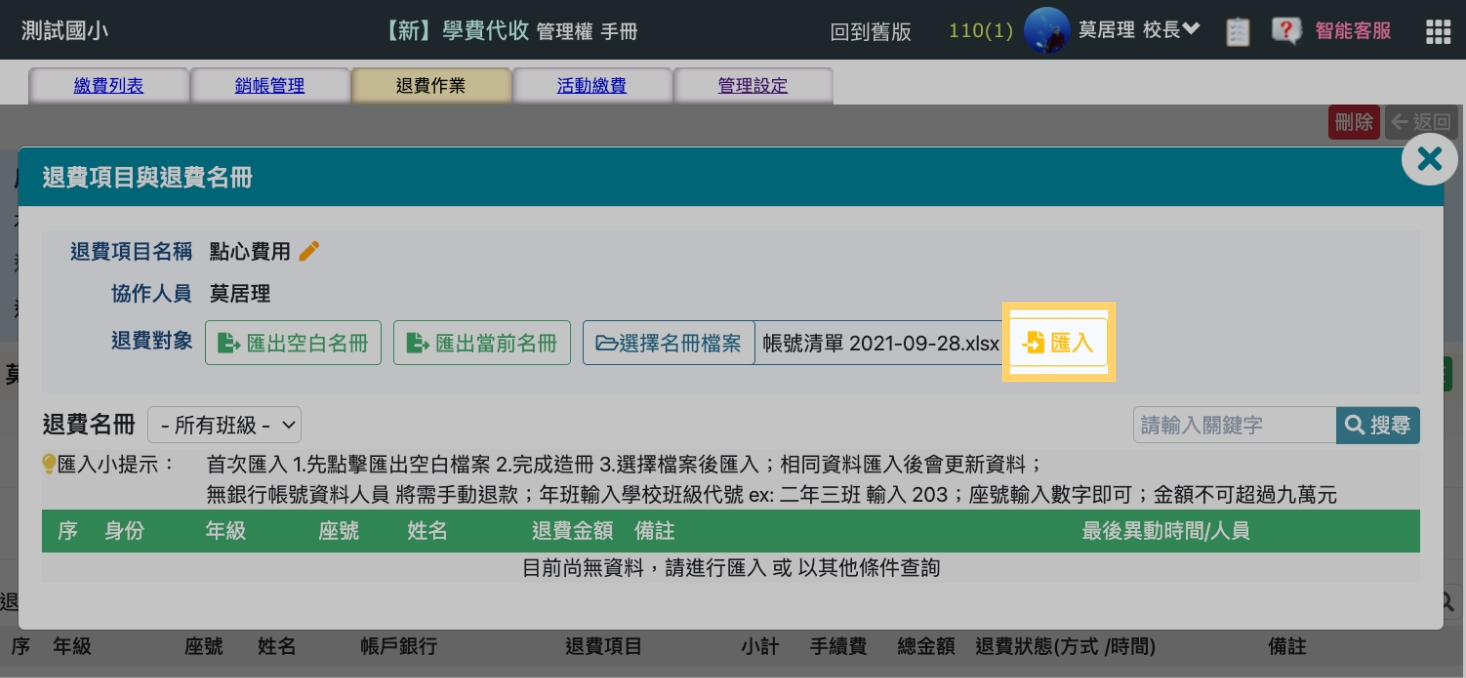 測試國小 【新】學費代收 管理權 手冊 回到舊版 110(1) 莫居理 校長 智能客服
繳費列表 銷帳管理 退費作業 活動繳費 管理設定
刪除 返回
退費項目與退費名冊
退費項目名稱 點心費用
協作人員 莫居理
退費對象 匯出空白名冊 匯出當前名冊 選擇名冊檔案 帳號清單 2021-09-28.xlsx 匯入
退費名冊 - 所有班級 - 請輸入關鍵字 搜尋
匯入小提示： 首次匯入 1.先點擊匯出空白檔案 2.完成造冊 3.選擇檔案後匯入；相同資料匯入後會更新資料；
無銀行帳號資料人員 將需手動退款；年班輸入學校班級代號 ex: 二年三班 輸入 203；座號輸入數字即可；金額不可超過九萬元
序 身份 年級 座號 姓名 退費金額 備註 最後異動時間/人員
目前尚無資料，請進行匯入 或 以其他條件查詢
序 年級 座號 姓名 帳戶銀行 退費項目 小計 手續費 總金額 退費狀態(方式 /時間) 備註